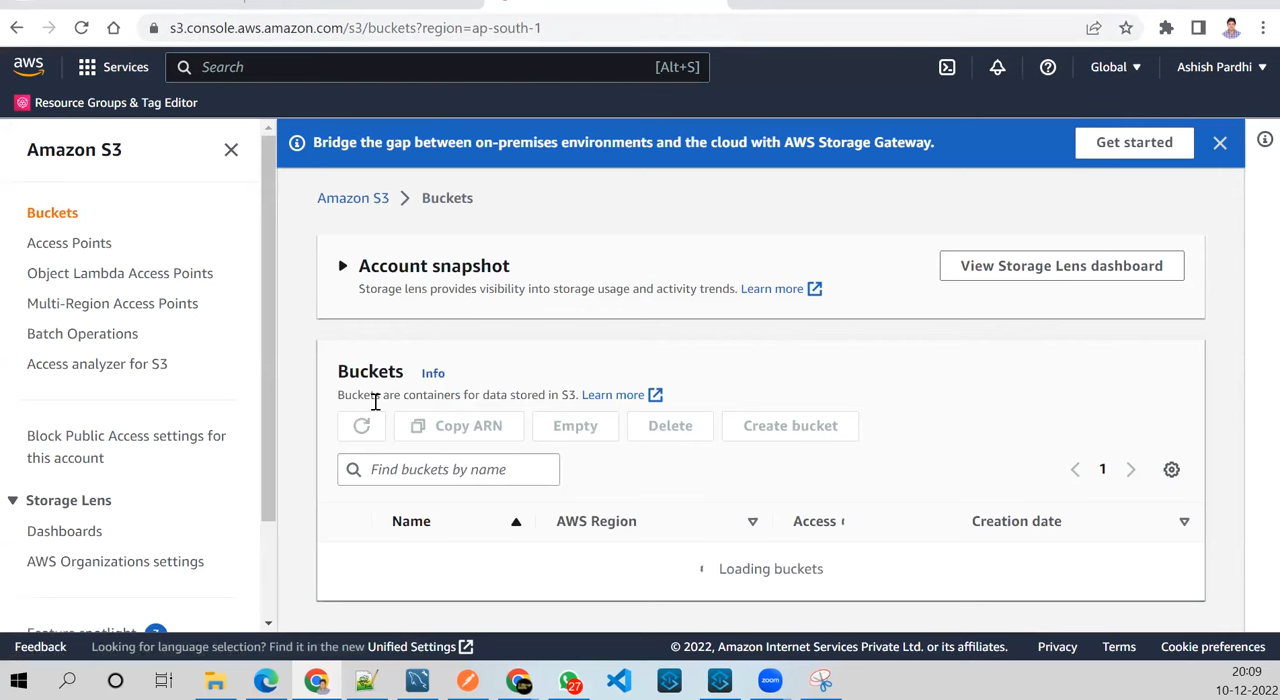 s3.console.aws.amazon.com/s3/buckets?region=ap-south-1
aws Services Search [Alt+S] Global Ashish Pardhi
Resource Groups & Tag Editor
Amazon S3
Buckets
Access Points
Object Lambda Access Points
Multi-Region Access Points
Batch Operations
Access analyzer for S3
Block Public Access settings for
this account
Storage Lens
Dashboards
AWS Organizations settings
Feature spotlight 7
Bridge the gap between on-premises environments and the cloud with AWS Storage Gateway. Get started
Amazon S3 Buckets
Account snapshot View Storage Lens dashboard
Storage lens provides visibility into storage usage and activity trends. Learn more
Buckets Info
Buckets are containers for data stored in S3. Learn more
Copy ARN Empty Delete Create bucket
Find buckets by name 1
Name AWS Region Access Creation date
Loading buckets
Feedback Looking for language selection? Find it in the new Unified Settings © 2022, Amazon Internet Services Private Ltd. or its affiliates. Privacy Terms Cookie preferences
27 zoom 20:09
10-12-2022